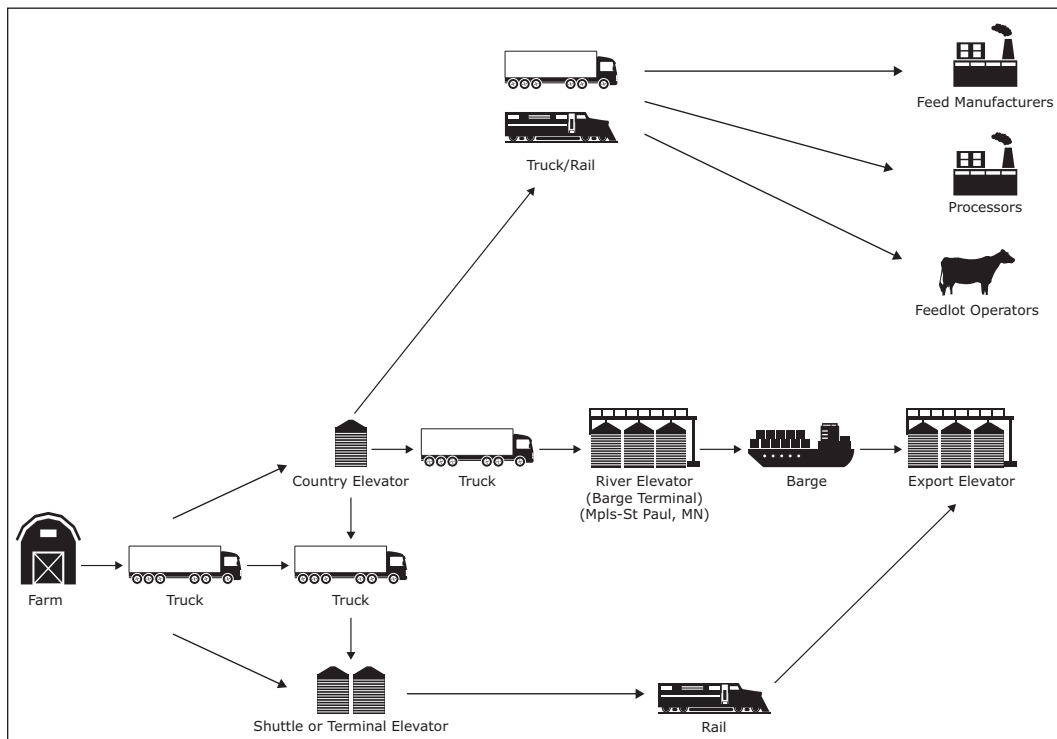 Feed Manufacturers
Truck/Rail
Processors
Feedlot Operators
Country Elevator
Truck
River Elevator
(Barge Terminal)
(Mpls-St Paul, MN)
Barge
Export Elevator
Farm
Truck
Truck
Shuttle or Terminal Elevator
Rail